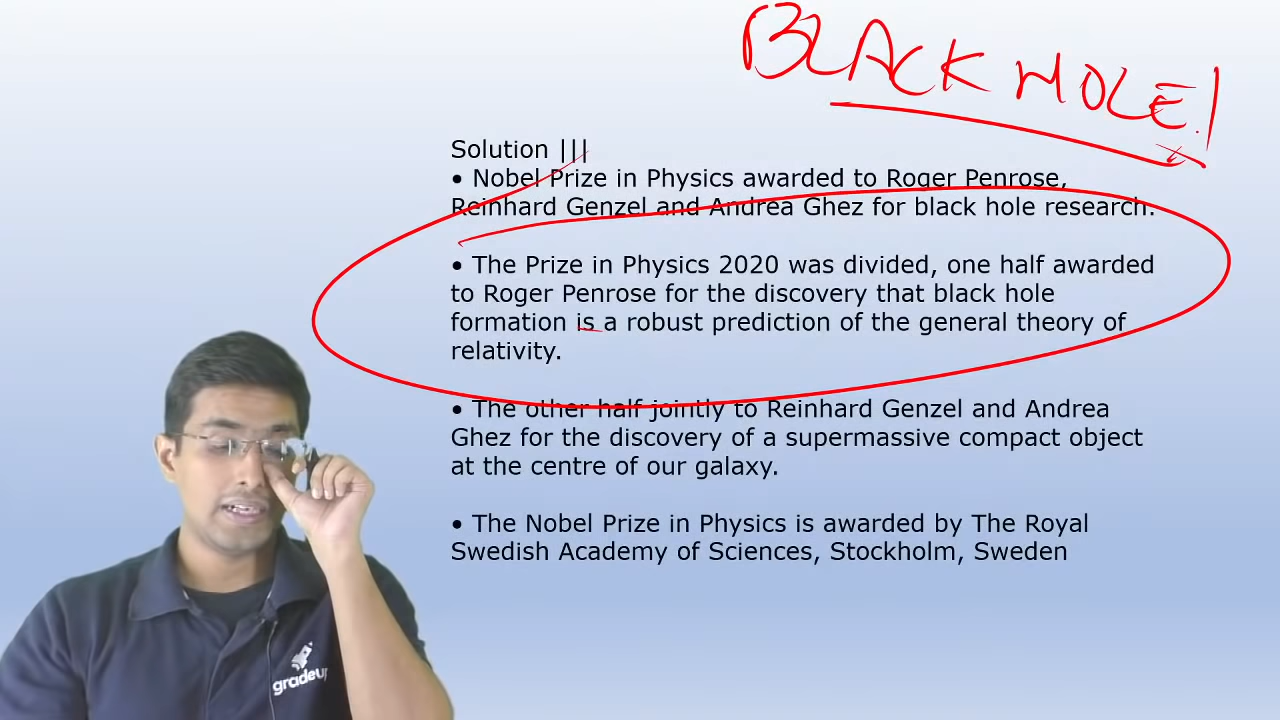 BLACK HOLE!
Solution |||
• Nobel Prize in Physics awarded to Roger Penrose,
Reinhard Genzel and Andrea Ghez for black hole research.
• The Prize in Physics 2020 was divided, one half awarded
to Roger Penrose for the discovery that black hole
formation is a robust prediction of the general theory of
relativity.
• The other half jointly to Reinhard Genzel and Andrea
Ghez for the discovery of a supermassive compact object
at the centre of our galaxy.
• The Nobel Prize in Physics is awarded by The Royal
Swedish Academy of Sciences, Stockholm, Sweden
gradeup